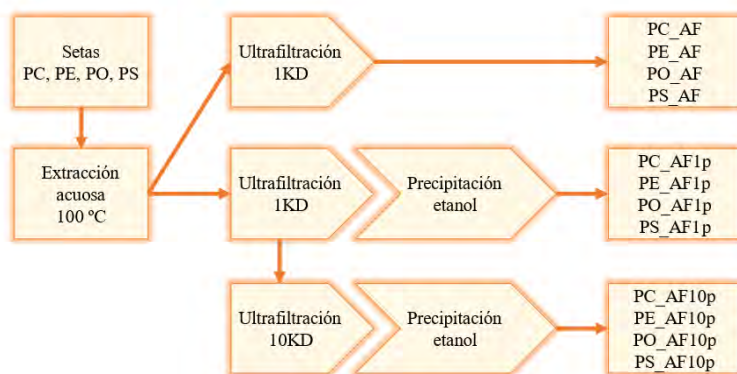 Setas
PC, PE, PO, PS
Extracción
acuosa
100 ºC
Ultrafiltración
1KD
PC_AF
PE_AF
PO_AF
PS_AF
Ultrafiltración
1KD
Precipitación
etanol
PC_AF1p
PE_AF1p
PO_AF1p
PS_AF1p
Ultrafiltración
10KD
Precipitación
etanol
PC_AF10p
PE_AF10p
PO_AF10p
PS_AF10p